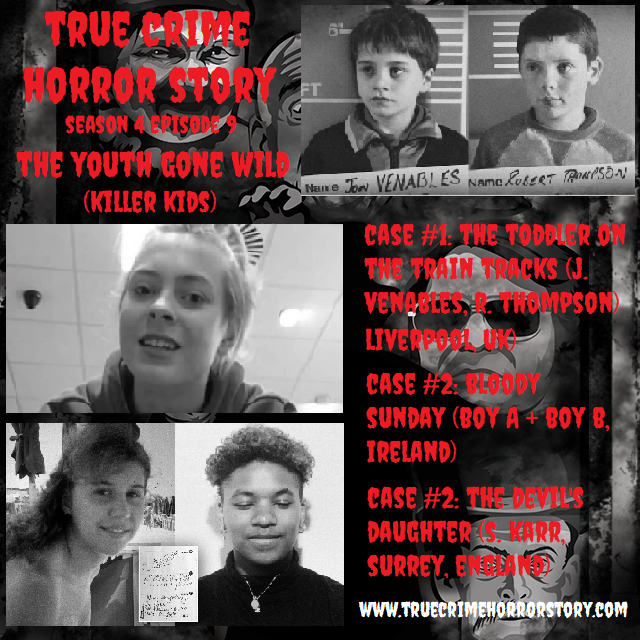 TRUE CRIME
HORROR STORY
SEASON 4 EPISODE 9
THE YOUTH GONE WILD
(KILLER KIDS)
Name JON VENABLES
Name ROBERT THOMPSON
CASE #1: THE TODDLER ON
THE TRAIN TRACKS (J.
VENABLES, R. THOMPSON)
LIVERPOOL, UK)
CASE #2: BLOODY
SUNDAY (BOY A + BOY B,
IRELAND)
CASE #2: THE DEVIL'S
DAUGHTER (S. KARR,
SURREY, ENGLAND)
WWW.TRUECRIMEHORRORSTORY.COM